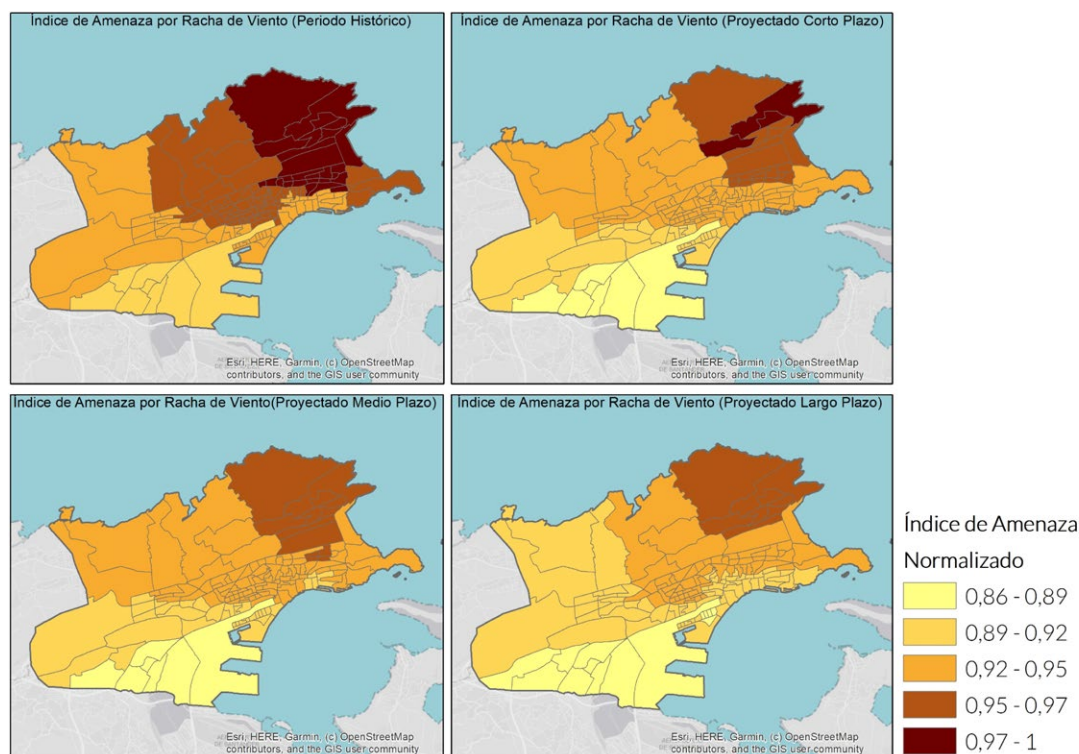 Índice de Amenaza por Racha de Viento (Periodo Histórico)
Índice de Amenaza por Racha de Viento (Proyectado Corto Plazo)
Esri, HERE, Garmin, (c) OpenStreetMap
contributors, and the GIS user community
Esri, HERE, Garmin, (c) OpenStreetMap
contributors, and the GIS user community
Índice de Amenaza por Racha de Viento(Proyectado Medio Plazo)
Índice de Amenaza por Racha de Viento (Proyectado Largo Plazo)
Esri, HERE, Garmin, (c) OpenStreetMap
contributors, and the GIS user community
Esri, HERE, Garmin, (c) OpenStreetMap
contributors, and the GIS user community
Índice de Amenaza
Normalizado
0,86 - 0,89
0,89 - 0,92
0,92 - 0,95
0,95 - 0,97
0,97 - 1